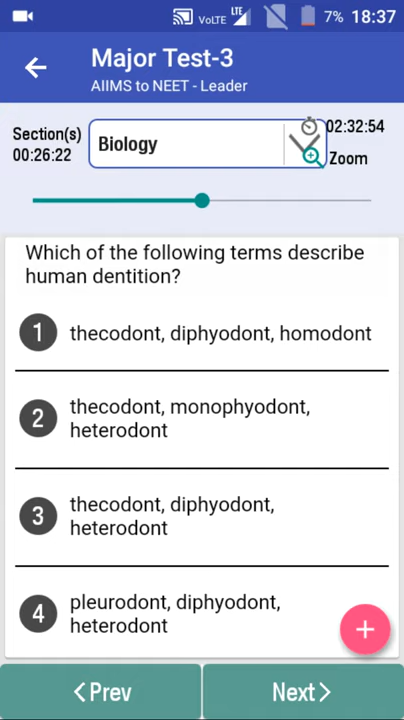 VoLTE LTE 7% 18:37
Major Test-3
AIIMS to NEET - Leader
Section(s)
00:26:22
Biology
02:32:54
Zoom
Which of the following terms describe
human dentition?
1 thecodont, diphyodont, homodont
2 thecodont, monophyodont,
heterodont
3 thecodont, diphyodont,
heterodont
4 pleurodont, diphyodont,
heterodont
+
<Prev Next>